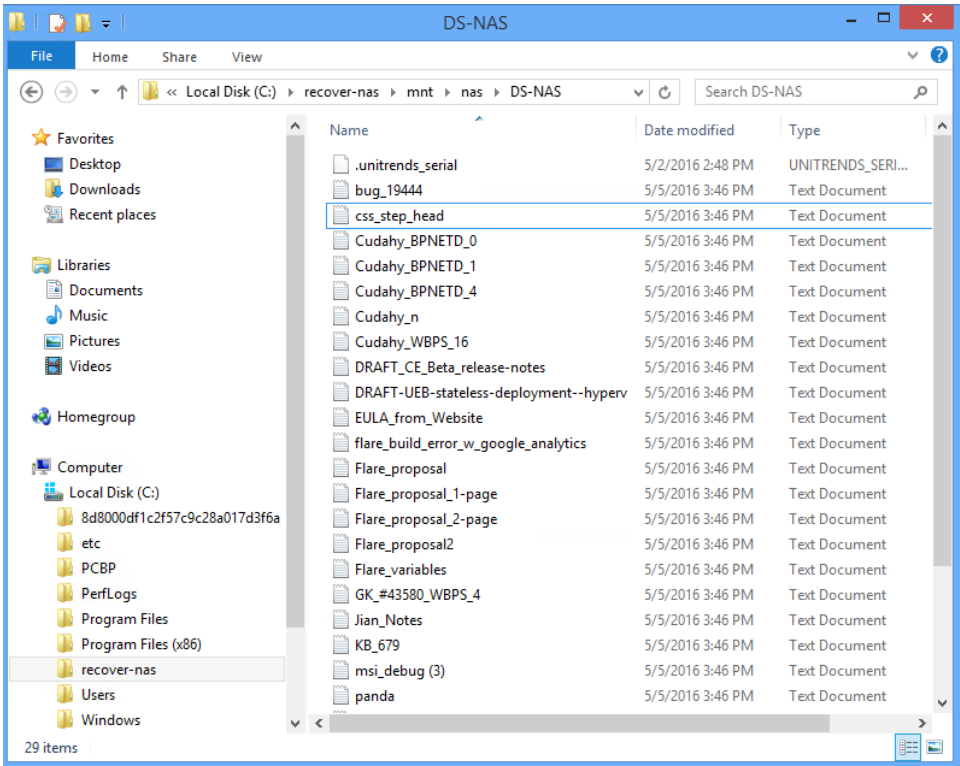 DS-NAS
File Home Share View
« Local Disk (C:) recover-nas mnt nas DS-NAS Search DS-NAS
Name Date modified Type
Favorites
Desktop
Downloads
Recent places
Libraries
Documents
Music
Pictures
Videos
Homegroup
Computer
Local Disk (C:)
8d8000df1c2f57c9c28a017d3f6a
etc
PCBP
PerfLogs
Program Files
Program Files (x86)
recover-nas
Users
Windows
.unitrends_serial 5/2/2016 2:48 PM UNITRENDS_SERI...
bug_19444 5/5/2016 3:46 PM Text Document
css_step_head 5/5/2016 3:46 PM Text Document
Cudahy_BPNETD_0 5/5/2016 3:46 PM Text Document
Cudahy_BPNETD_1 5/5/2016 3:46 PM Text Document
Cudahy_BPNETD_4 5/5/2016 3:46 PM Text Document
Cudahy_n 5/5/2016 3:46 PM Text Document
Cudahy_WBPS_16 5/5/2016 3:46 PM Text Document
DRAFT_CE_Beta_release-notes 5/5/2016 3:46 PM Text Document
DRAFT-UEB-stateless-deployment--hyperv 5/5/2016 3:46 PM Text Document
EULA_from_Website 5/5/2016 3:46 PM Text Document
flare_build_error_w_google_analytics 5/5/2016 3:46 PM Text Document
Flare_proposal 5/5/2016 3:46 PM Text Document
Flare_proposal_1-page 5/5/2016 3:46 PM Text Document
Flare_proposal_2-page 5/5/2016 3:46 PM Text Document
Flare_proposal2 5/5/2016 3:46 PM Text Document
Flare_variables 5/5/2016 3:46 PM Text Document
GK_#43580_WBPS_4 5/5/2016 3:46 PM Text Document
Jian_Notes 5/5/2016 3:46 PM Text Document
KB_679 5/5/2016 3:46 PM Text Document
msi_debug (3) 5/5/2016 3:46 PM Text Document
panda 5/5/2016 3:46 PM Text Document
29 items